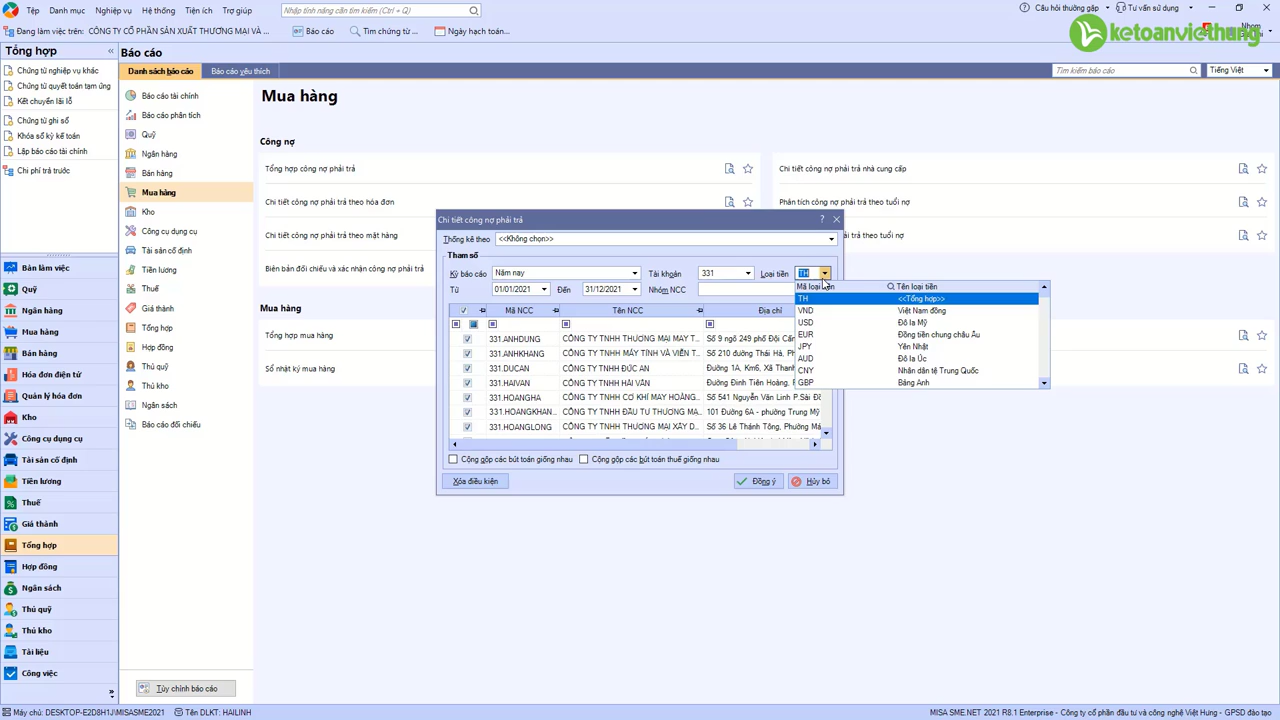 Tệp Danh mục Nghiệp vụ Hệ thống Tiện ích Trợ giúp Nhập tính năng cần tìm kiếm (Ctrl + Q) Câu hỏi thường gặp Tư vấn sử dụng
Đang làm việc trên: CÔNG TY CỔ PHẦN SẢN XUẤT THƯƠNG MẠI VÀ ... Báo cáo Tìm chứng từ ... Ngày hạch toán...
ketoanviethung
Tổng hợp
Chứng từ nghiệp vụ khác
Chứng từ quyết toán tạm ứng
Kết chuyển lãi lỗ
Chứng từ ghi sổ
Khóa sổ kỳ kế toán
Lập báo cáo tài chính
Chi phí trả trước
Bàn làm việc
Quỹ
Ngân hàng
Mua hàng
Bán hàng
Hóa đơn điện tử
Quản lý hóa đơn
Kho
Công cụ dụng cụ
Tài sản cố định
Tiền lương
Thuế
Giá thành
Tổng hợp
Hợp đồng
Ngân sách
Thủ quỹ
Thủ kho
Tài liệu
Công việc
Báo cáo
Danh sách báo cáo Báo cáo yêu thích Tìm kiếm báo cáo Tiếng Việt
Báo cáo tài chính
Báo cáo phân tích
Quỹ
Ngân hàng
Bán hàng
Mua hàng
Kho
Công cụ dụng cụ
Tài sản cố định
Tiền lương
Thuế
Giá thành
Tổng hợp
Hợp đồng
Thủ quỹ
Thủ kho
Ngân sách
Báo cáo đối chiếu
Tùy chỉnh báo cáo
Mua hàng
Công nợ
Tổng hợp công nợ phải trả Chi tiết công nợ phải trả nhà cung cấp
Chi tiết công nợ phải trả theo hóa đơn Phân tích công nợ phải trả theo tuổi nợ
Chi tiết công nợ phải trả theo mặt hàng theo tuổi nợ
Biên bản đối chiếu và xác nhận công nợ phải trả
Mua hàng
Tổng hợp mua hàng
Sổ nhật ký mua hàng
Chi tiết công nợ phải trả
Thống kê theo <<Không chọn>>
Tham số
Kỳ báo cáo Năm nay Tài khoản 331 Loại tiền TH
Từ 01/01/2021 Đến 31/12/2021 Nhóm NCC
Mã NCC Tên NCC Địa chỉ
331.ANHDUNG CÔNG TY TNHH THƯƠNG MẠI MÁY T... Số 9 ngõ 249 phố Đội Cấn
331.ANHKHANG CÔNG TY TNHH MÁY TÍNH VÀ VIỄN T... Số 210 đường Thái Hà, Ph
331.DUCAN CÔNG TY TNHH ĐỨC AN Đường A1, Km6, Xã Thanh
331.HAIVAN CÔNG TY TNHH HẢI VÂN Đường Đinh Tiên Hoàng,
331.HOANGHA CÔNG TY TNHH CƠ KHÍ MAY HOÀNG... Số 541 Nguyễn Văn Linh P.Sài Đồ
331.HOANGKHAN... CÔNG TY TNHH ĐẦU TƯ THƯƠNG MẠ... 101 Đường 6A - phường Trung Mỹ
331.HOANGLONG CÔNG TY TNHH THƯƠNG MẠI XÂY D... Số 36 Lê Thánh Tông, Phường Má
Cộng gộp các bút toán giống nhau Cộng gộp các bút toán thuế giống nhau
Xóa điều kiện Đồng ý Hủy bỏ
Mã loại tiền Tên loại tiền
TH <<Tổng hợp>>
VND Việt Nam đồng
USD Đô la Mỹ
EUR Đồng tiền chung châu Âu
JPY Yên Nhật
AUD Đô la Úc
CNY Nhân dân tệ Trung Quốc
GBP Bảng Anh
Máy chủ: DESKTOP-E2D8H1J\MISASME2021 Tên DLKT: HAILINH MISA SME.NET 2021 R8.1 Enterprise - Công ty cổ phần đầu tư và công nghệ Việt Hưng - GPSD đào tạo